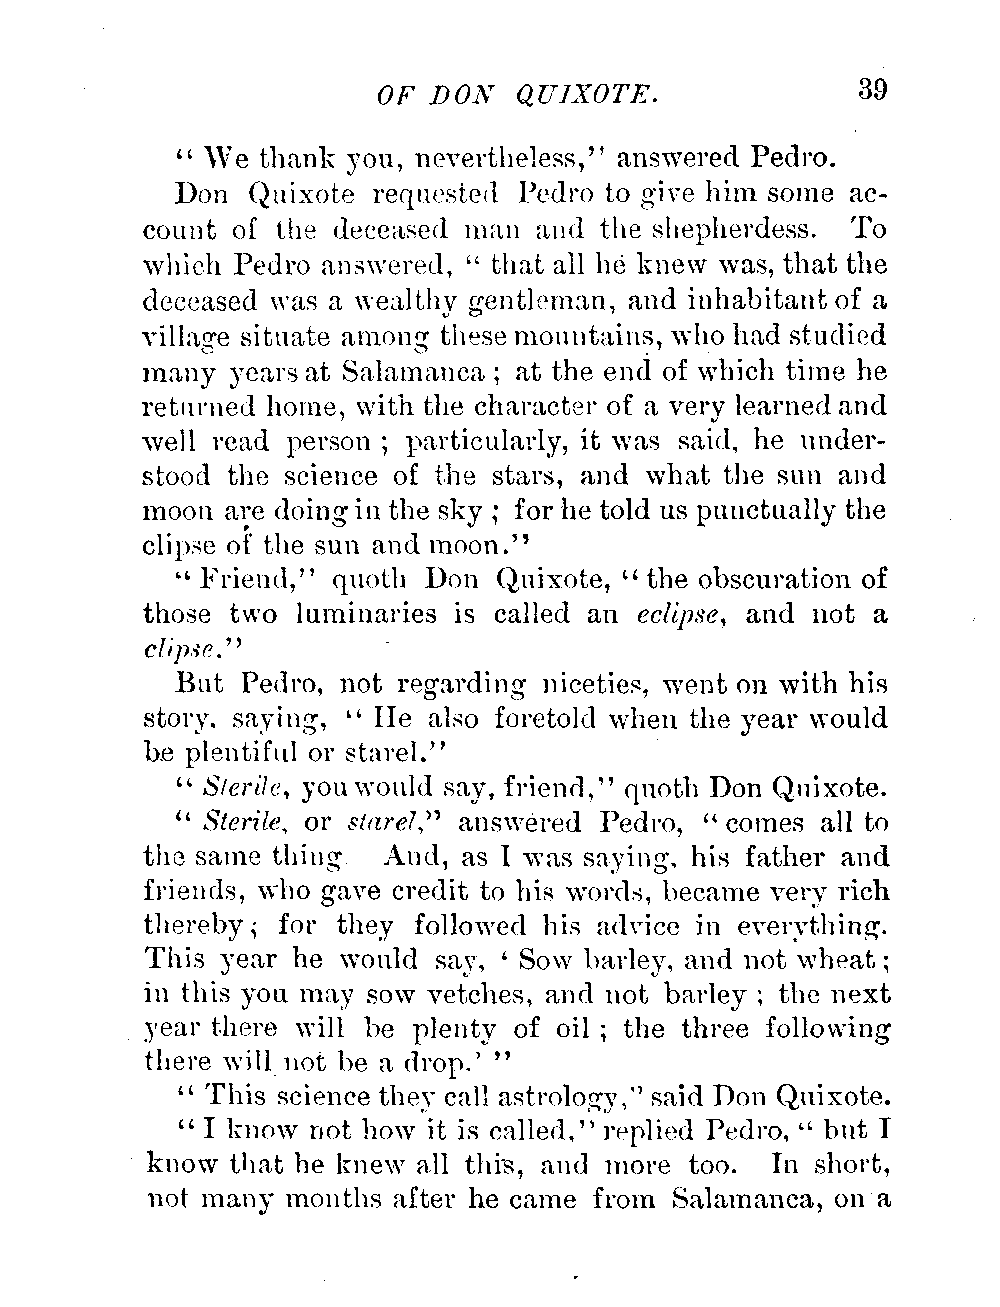 OF DON QUIXOTE. 39
“ We thank you, nevertheless,” answered Pedro.
Don Quixote requested Pedro to give him some ac-
count of the deceased man and the shepherdess. To
which Pedro answered, “ that all he knew was, that the
deceased was a wealthy gentleman, and inhabitant of a
village situate among these mountains, who had studied
many years at Salamanca ; at the end of which time he
returned home, with the character of a very learned and
well read person ; particularly, it was said, he under-
stood the science of the stars, and what the sun and
moon are doing in the sky ; for he told us punctually the
clipse of the sun and moon.”
“ Friend,” quoth Don Quixote, “ the obscuration of
those two luminaries is called an eclipse, and not a
clipse.”
But Pedro, not regarding niceties, went on with his
story, saying, “ He also foretold when the year would
be plentiful or starel.”
“ Sterile, you would say, friend,” quoth Don Quixote.
“ Sterile, or starel,” answered Pedro, “ comes all to
the same thing. And, as I was saying, his father and
friends, who gave credit to his words, became very rich
thereby ; for they followed his advice in everything.
This year he would say, ‘ Sow barley, and not wheat ;
in this you may sow vetches, and not barley ; the next
year there will be plenty of oil ; the three following
there will not be a drop.’ ”
“ This science they call astrology,” said Don Quixote.
“ I know not how it is called,” replied Pedro, “ but I
know that he knew all this, and more too. In short,
not many months after he came from Salamanca, on a